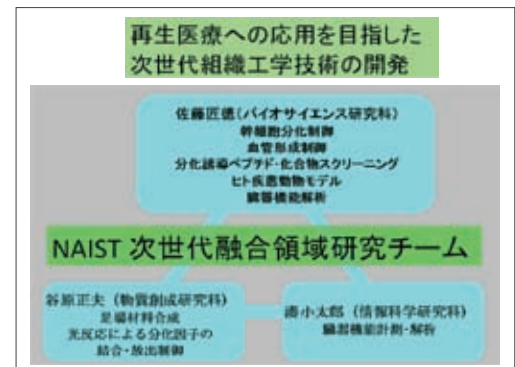 再生医療への応用を目指した
次世代組織工学技術の開発
佐藤匠徳(バイオサイエンス研究科)
幹細胞分化制御
血管形成制御
分化誘導ペプチド・化合物スクリーニング
ヒト疾患動物モデル
臓器機能解析
NAIST 次世代融合領域研究チーム
谷原正夫(物質創成研究科)
足場材料合成
光反応による分化因子の
結合・放出制御
湊小太郎(情報科学研究科)
臓器機能計測・解析